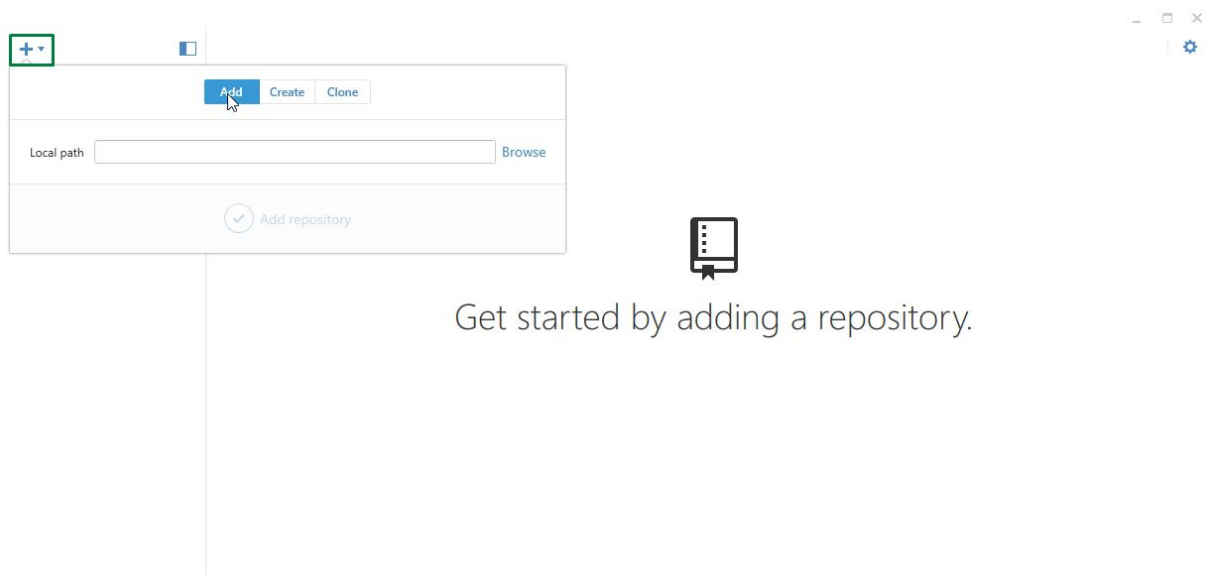 Add Create Clone
Local path Browse
Add repository
Get started by adding a repository.